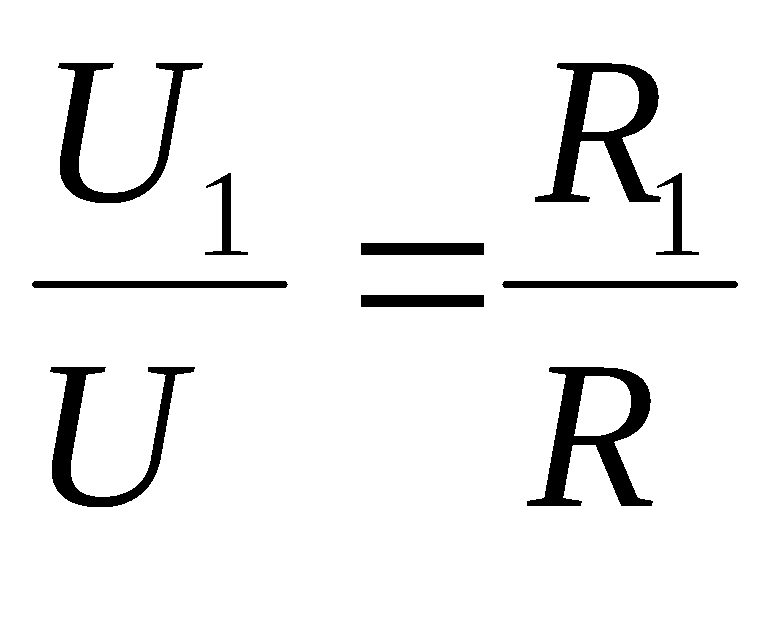 U₁/U = R₁/R